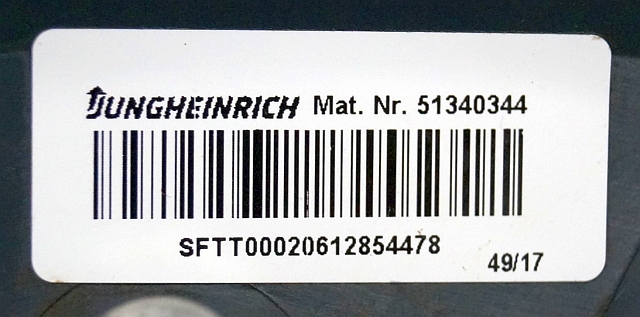 JUNGHEINRICH Mat. Nr. 51340344
SFTT00020612854478
49/17